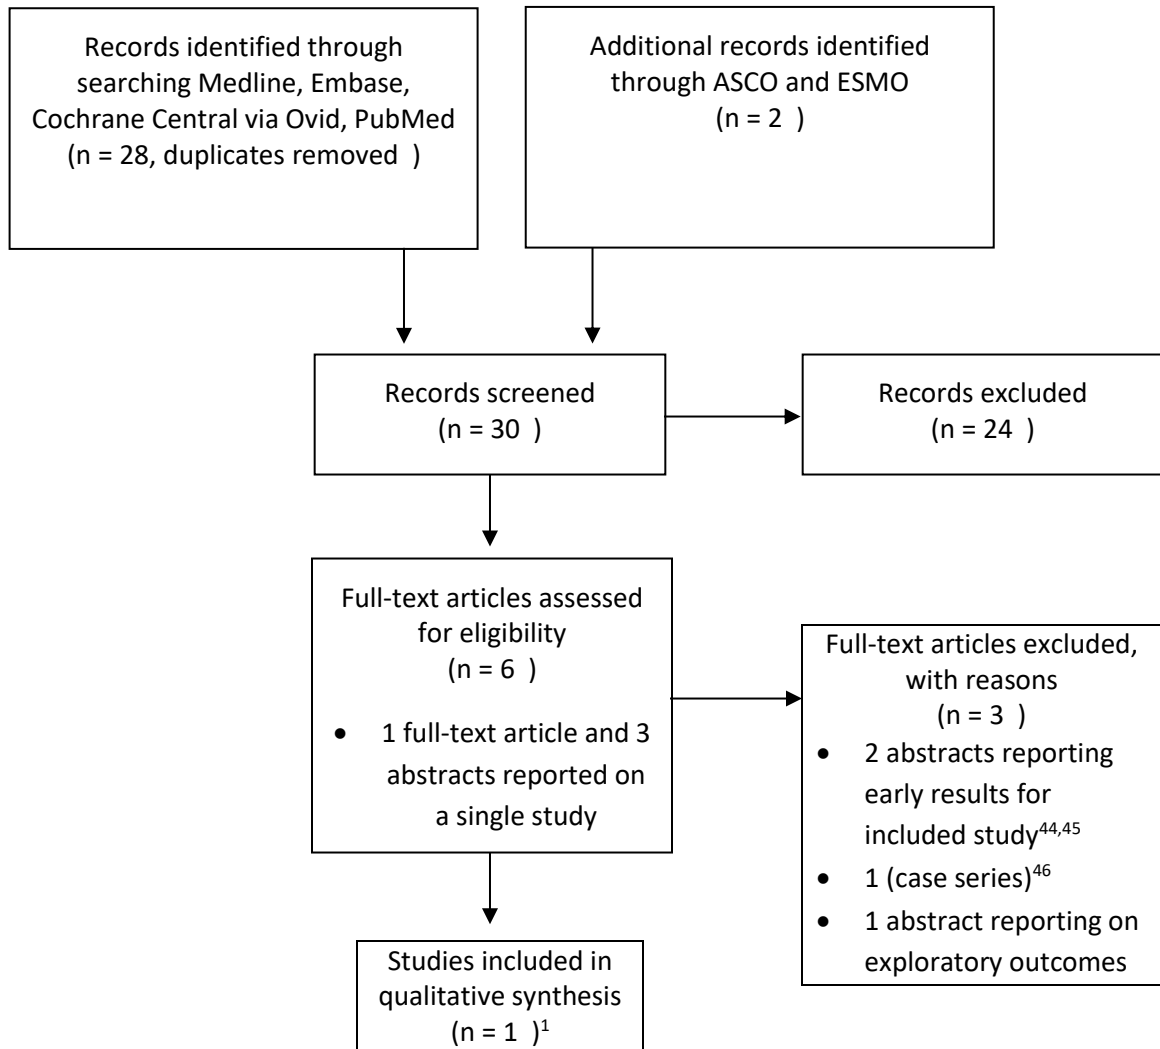 Records identified through
searching Medline, Embase,
Cochrane Central via Ovid, PubMed
(n = 28, duplicates removed  )
Additional records identified
through ASCO and ESMO
(n = 2  )
Records screened
(n = 30  )
Records excluded
(n = 24  )
Full-text articles assessed
for eligibility
(n = 6  )
• 1 full-text article and 3
abstracts reported on
a single study
Full-text articles excluded,
with reasons
(n = 3  )
• 2 abstracts reporting
early results for
included study44,45
• 1 (case series)46
• 1 abstract reporting on
exploratory outcomes
Studies included in
qualitative synthesis
(n = 1  )1